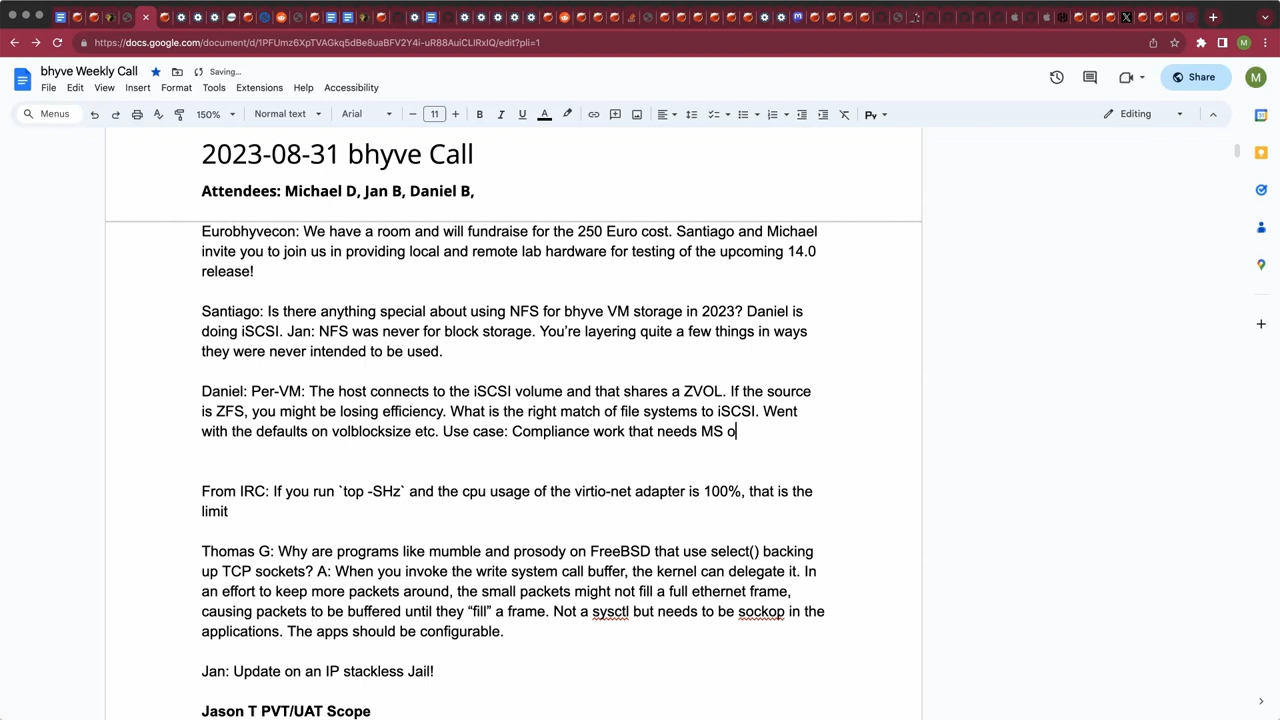 https://docs.google.com/document/d/1PFUmz6XpTVAGkq5dBe8uaBFV2Y4i-uR88AuiCLIRxIQ/edit?pli=1
M
bhyve Weekly Call
Saving...
File Edit View Insert Format Tools Extensions Help Accessibility
Share
M
Menus 150% Normal text Arial 11 B I U A Editing
2023-08-31 bhyve Call
Attendees: Michael D, Jan B, Daniel B,
Eurobhyvecon: We have a room and will fundraise for the 250 Euro cost. Santiago and Michael
invite you to join us in providing local and remote lab hardware for testing of the upcoming 14.0
release!
Santiago: Is there anything special about using NFS for bhyve VM storage in 2023? Daniel is
doing iSCSI. Jan: NFS was never for block storage. You’re layering quite a few things in ways
they were never intended to be used.
Daniel: Per-VM: The host connects to the iSCSI volume and that shares a ZVOL. If the source
is ZFS, you might be losing efficiency. What is the right match of file systems to iSCSI. Went
with the defaults on volblocksize etc. Use case: Compliance work that needs MS o
From IRC: If you run `top -SHz` and the cpu usage of the virtio-net adapter is 100%, that is the
limit
Thomas G: Why are programs like mumble and prosody on FreeBSD that use select() backing
up TCP sockets? A: When you invoke the write system call buffer, the kernel can delegate it. In
an effort to keep more packets around, the small packets might not fill a full ethernet frame,
causing packets to be buffered until they “fill” a frame. Not a sysctl but needs to be sockop in the
applications. The apps should be configurable.
Jan: Update on an IP stackless Jail!
Jason T PVT/UAT Scope